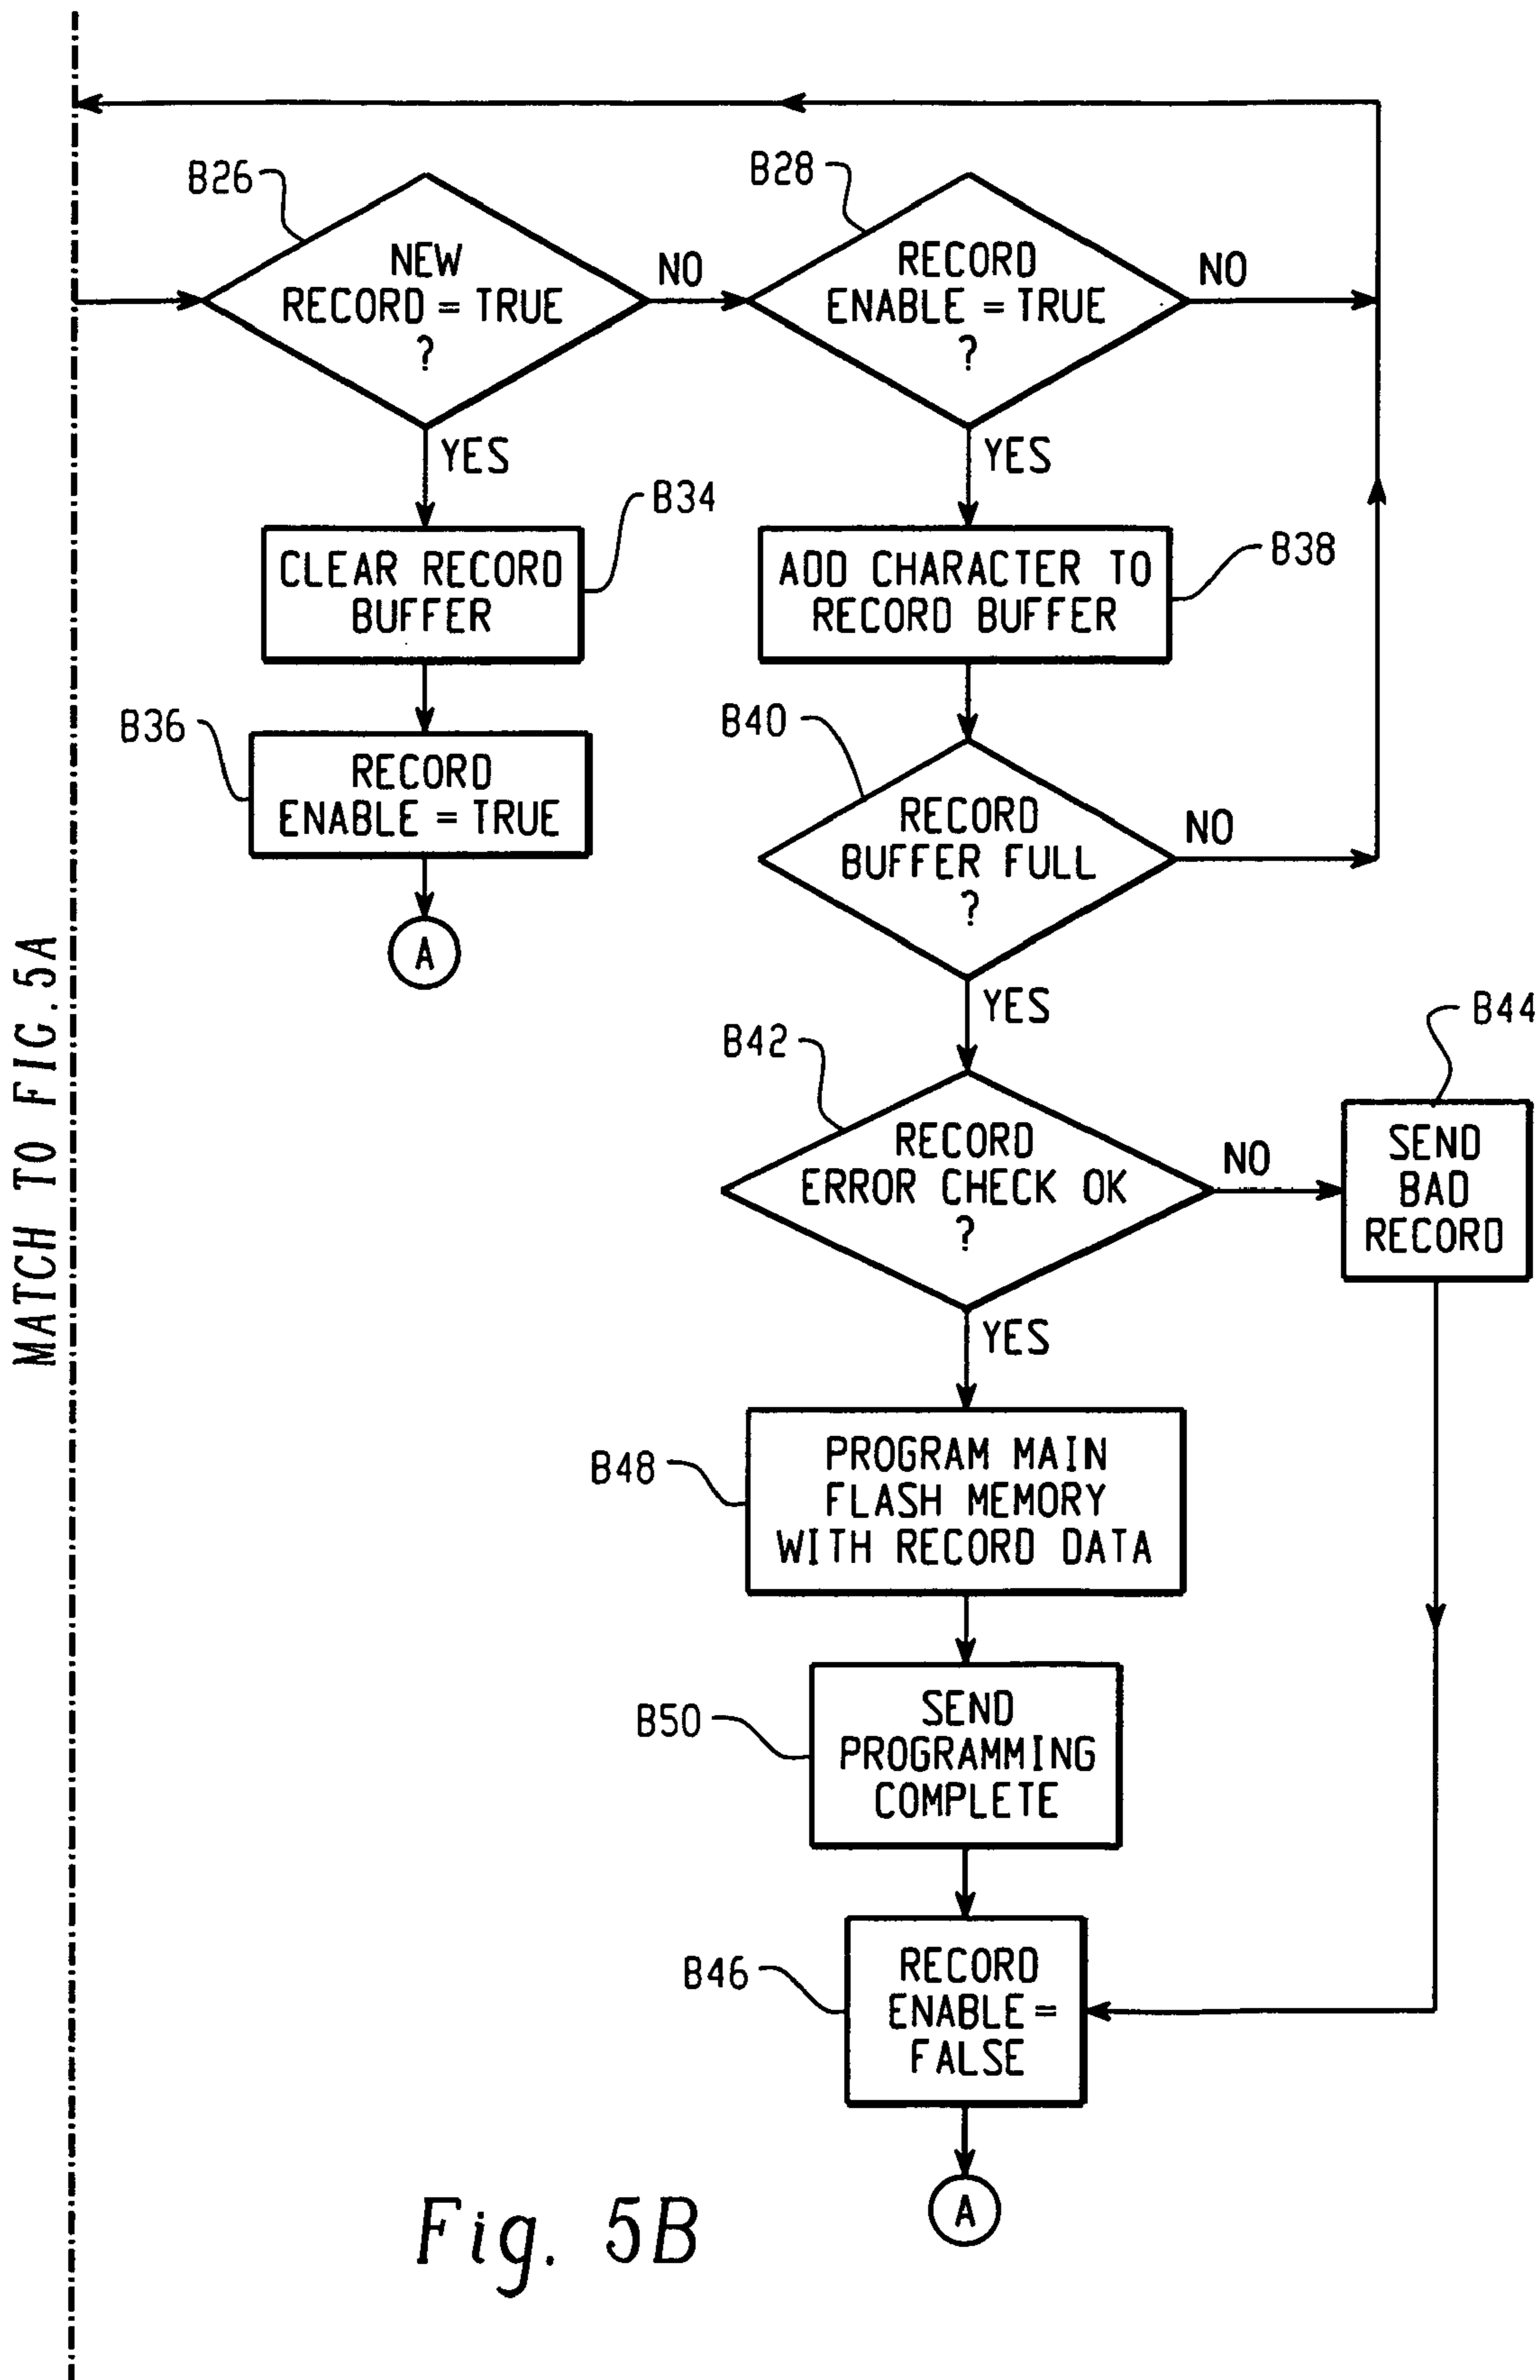 B26
NEW
RECORD = TRUE
?
NO
YES
B28
RECORD
ENABLE = TRUE
?
NO
YES
B34
CLEAR RECORD
BUFFER
B38
ADD CHARACTER TO
RECORD BUFFER
B36
RECORD
ENABLE = TRUE
A
B40
RECORD
BUFFER FULL
?
NO
YES
B42
RECORD
ERROR CHECK OK
?
NO
YES
B44
SEND
BAD
RECORD
B48
PROGRAM MAIN
FLASH MEMORY
WITH RECORD DATA
B50
SEND
PROGRAMMING
COMPLETE
B46
RECORD
ENABLE =
FALSE
A
MATCH TO FIG. 5A
Fig. 5B